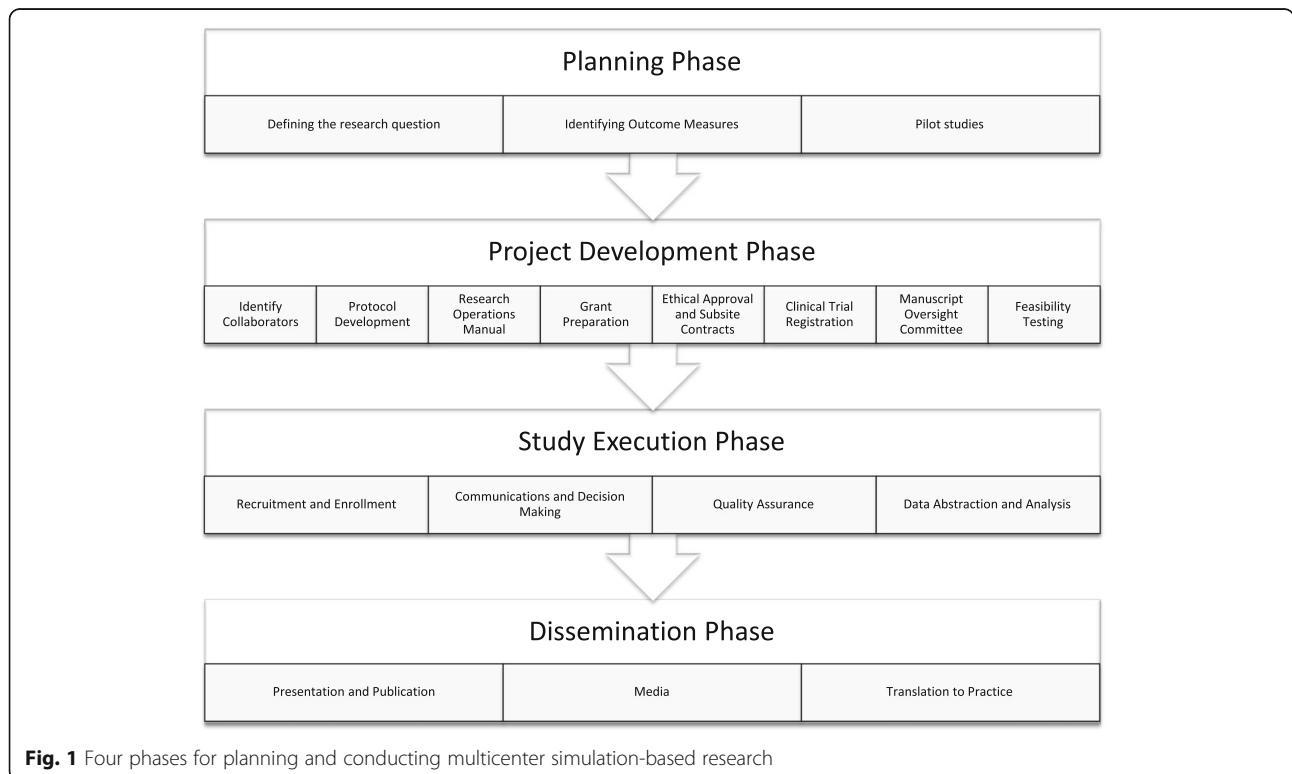 Planning Phase
Defining the research question
Identifying Outcome Measures
Pilot studies
Project Development Phase
Identify
Collaborators
Protocol
Development
Research
Operations
Manual
Grant
Preparation
Ethical Approval
and Subsite
Contracts
Clinical Trial
Registration
Manuscript
Oversight
Committee
Feasibility
Testing
Study Execution Phase
Recruitment and Enrollment
Communications and Decision
Making
Quality Assurance
Data Abstraction and Analysis
Dissemination Phase
Presentation and Publication
Media
Translation to Practice
Fig. 1 Four phases for planning and conducting multicenter simulation-based research